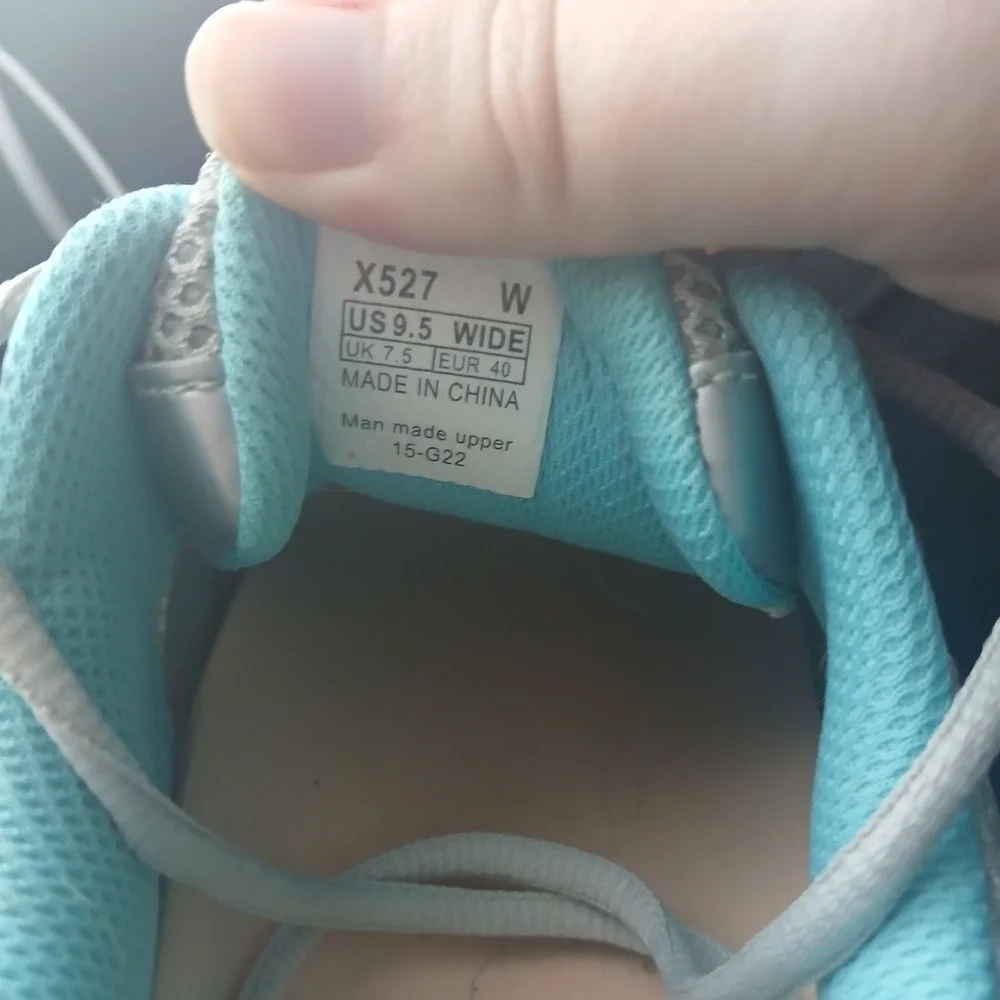 X527 W
US 9.5 WIDE
UK 7.5 EUR 40
MADE IN CHINA
Man made upper
15-G22